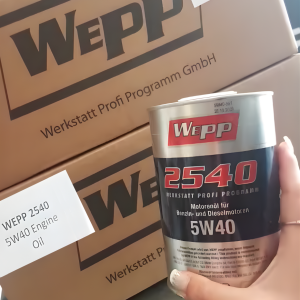 WEPP
Werkstatt Profi Programm GmbH
WEPP
Werkstatt Profi Programm GmbH
WEPP 2540
5W40 Engine
Oil
WEPP
2540
WERKSTATT PROFI PROGRAMM
Motorenöl für
Benzin- und Dieselmotoren
5W40